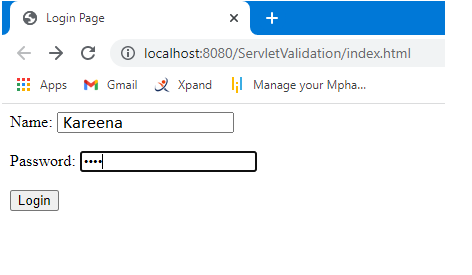 Login Page
localhost:8080/ServletValidation/index.html
Apps Gmail Xpand Manage your Mpha...
Name: Kareena
Password: ••••
Login